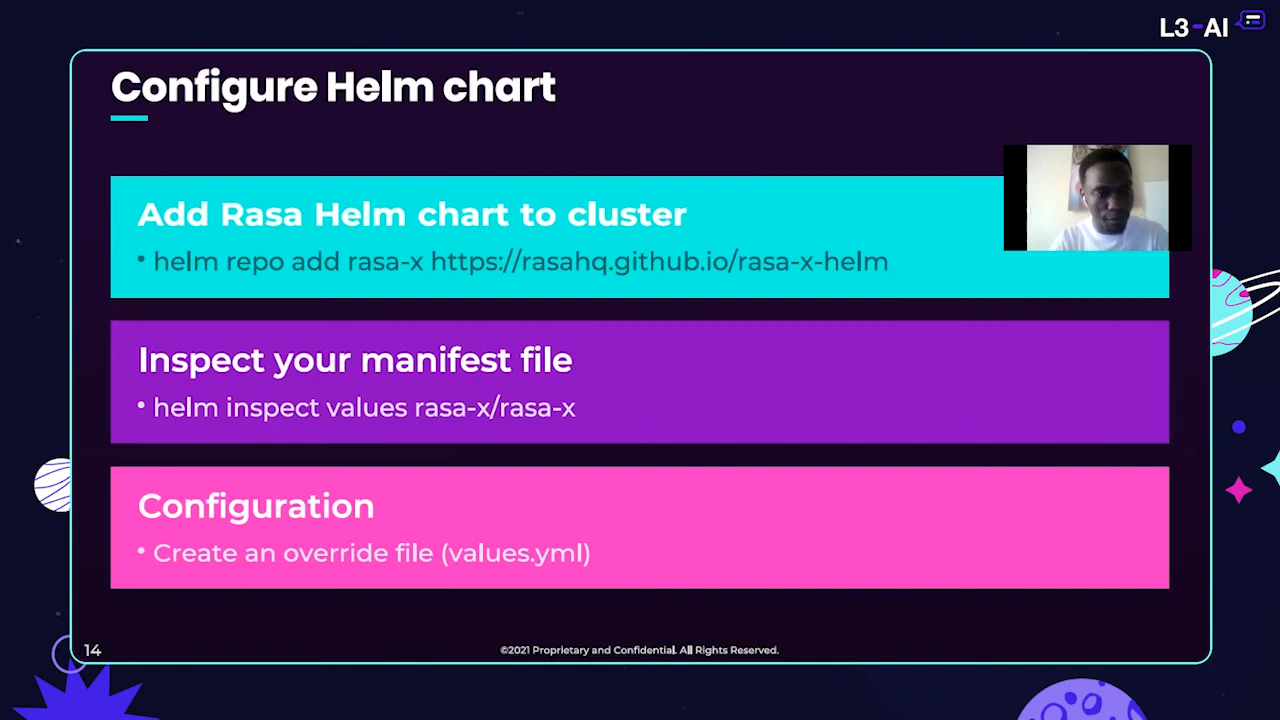 L3-AI
Configure Helm chart
Add Rasa Helm chart to cluster
• helm repo add rasa-x https://rasahq.github.io/rasa-x-helm
Inspect your manifest file
• helm inspect values rasa-x/rasa-x
Configuration
• Create an override file (values.yml)
14
©2021 Proprietary and Confidential. All Rights Reserved.